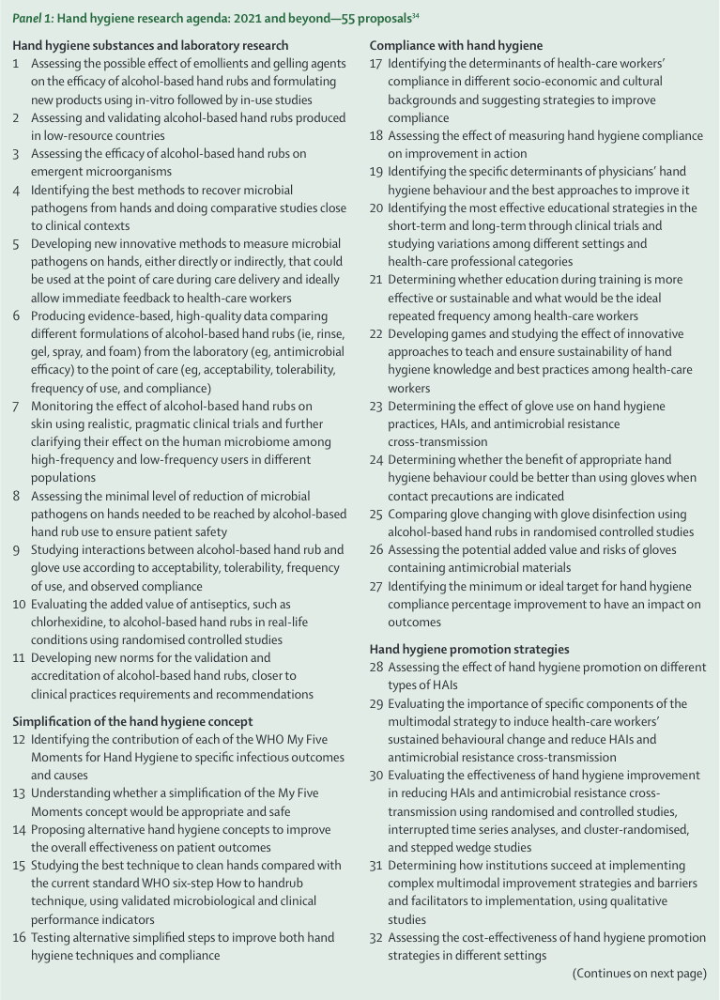 Panel 1: Hand hygiene research agenda: 2021 and beyond—55 proposals34
Hand hygiene substances and laboratory research
1 Assessing the possible effect of emollients and gelling agents
on the efficacy of alcohol-based hand rubs and formulating
new products using in-vitro followed by in-use studies
2 Assessing and validating alcohol-based hand rubs produced
in low-resource countries
3 Assessing the efficacy of alcohol-based hand rubs on
emergent microorganisms
4 Identifying the best methods to recover microbial
pathogens from hands and doing comparative studies close
to clinical contexts
5 Developing new innovative methods to measure microbial
pathogens on hands, either directly or indirectly, that could
be used at the point of care during care delivery and ideally
allow immediate feedback to health-care workers
6 Producing evidence-based, high-quality data comparing
different formulations of alcohol-based hand rubs (ie, rinse,
gel, spray, and foam) from the laboratory (eg, antimicrobial
efficacy) to the point of care (eg, acceptability, tolerability,
frequency of use, and compliance)
7 Monitoring the effect of alcohol-based hand rubs on
skin using realistic, pragmatic clinical trials and further
clarifying their effect on the human microbiome among
high-frequency and low-frequency users in different
populations
8 Assessing the minimal level of reduction of microbial
pathogens on hands needed to be reached by alcohol-based
hand rub use to ensure patient safety
9 Studying interactions between alcohol-based hand rub and
glove use according to acceptability, tolerability, frequency
of use, and observed compliance
10 Evaluating the added value of antiseptics, such as
chlorhexidine, to alcohol-based hand rubs in real-life
conditions using randomised controlled studies
11 Developing new norms for the validation and
accreditation of alcohol-based hand rubs, closer to
clinical practices requirements and recommendations
Simplification of the hand hygiene concept
12 Identifying the contribution of each of the WHO My Five
Moments for Hand Hygiene to specific infectious outcomes
and causes
13 Understanding whether a simplification of the My Five
Moments concept would be appropriate and safe
14 Proposing alternative hand hygiene concepts to improve
the overall effectiveness on patient outcomes
15 Studying the best technique to clean hands compared with
the current standard WHO six-step How to handrub
technique, using validated microbiological and clinical
performance indicators
16 Testing alternative simplified steps to improve both hand
hygiene techniques and compliance
Compliance with hand hygiene
17 Identifying the determinants of health-care workers’
compliance in different socio-economic and cultural
backgrounds and suggesting strategies to improve
compliance
18 Assessing the effect of measuring hand hygiene compliance
on improvement in action
19 Identifying the specific determinants of physicians’ hand
hygiene behaviour and the best approaches to improve it
20 Identifying the most effective educational strategies in the
short-term and long-term through clinical trials and
studying variations among different settings and
health-care professional categories
21 Determining whether education during training is more
effective or sustainable and what would be the ideal
repeated frequency among health-care workers
22 Developing games and studying the effect of innovative
approaches to teach and ensure sustainability of hand
hygiene knowledge and best practices among health-care
workers
23 Determining the effect of glove use on hand hygiene
practices, HAIs, and antimicrobial resistance
cross-transmission
24 Determining whether the benefit of appropriate hand
hygiene behaviour could be better than using gloves when
contact precautions are indicated
25 Comparing glove changing with glove disinfection using
alcohol-based hand rubs in randomised controlled studies
26 Assessing the potential added value and risks of gloves
containing antimicrobial materials
27 Identifying the minimum or ideal target for hand hygiene
compliance percentage improvement to have an impact on
outcomes
Hand hygiene promotion strategies
28 Assessing the effect of hand hygiene promotion on different
types of HAIs
29 Evaluating the importance of specific components of the
multimodal strategy to induce health-care workers’
sustained behavioural change and reduce HAIs and
antimicrobial resistance cross-transmission
30 Evaluating the effectiveness of hand hygiene improvement
in reducing HAIs and antimicrobial resistance cross-
transmission using randomised and controlled studies,
interrupted time series analyses, and cluster-randomised,
and stepped wedge studies
31 Determining how institutions succeed at implementing
complex multimodal improvement strategies and barriers
and facilitators to implementation, using qualitative
studies
32 Assessing the cost-effectiveness of hand hygiene promotion
strategies in different settings
(Continues on next page)